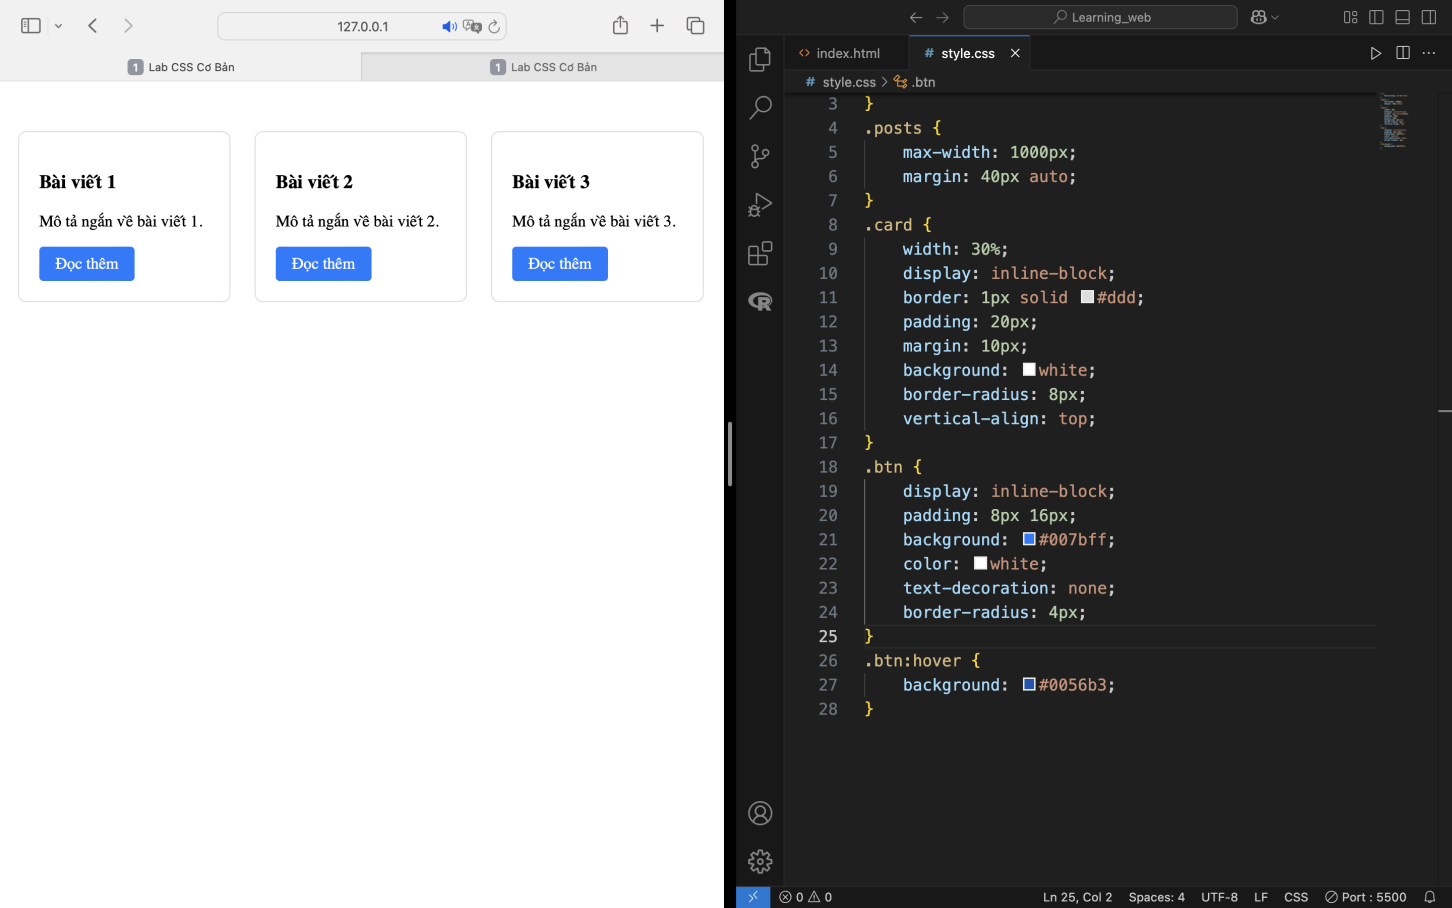 127.0.0.1
1 Lab CSS Cơ Bản
1 Lab CSS Cơ Bản
Bài viết 1
Mô tả ngắn về bài viết 1.
Đọc thêm
Bài viết 2
Mô tả ngắn về bài viết 2.
Đọc thêm
Bài viết 3
Mô tả ngắn về bài viết 3.
Đọc thêm
Learning_web
<> index.html
# style.css
# style.css > .btn
3 }
4 .posts {
5 max-width: 1000px;
6 margin: 40px auto;
7 }
8 .card {
9 width: 30%;
10 display: inline-block;
11 border: 1px solid #ddd;
12 padding: 20px;
13 margin: 10px;
14 background: white;
15 border-radius: 8px;
16 vertical-align: top;
17 }
18 .btn {
19 display: inline-block;
20 padding: 8px 16px;
21 background: #007bff;
22 color: white;
23 text-decoration: none;
24 border-radius: 4px;
25 }
26 .btn:hover {
27 background: #0056b3;
28 }
0 0 Ln 25, Col 2 Spaces: 4 UTF-8 LF CSS Port : 5500